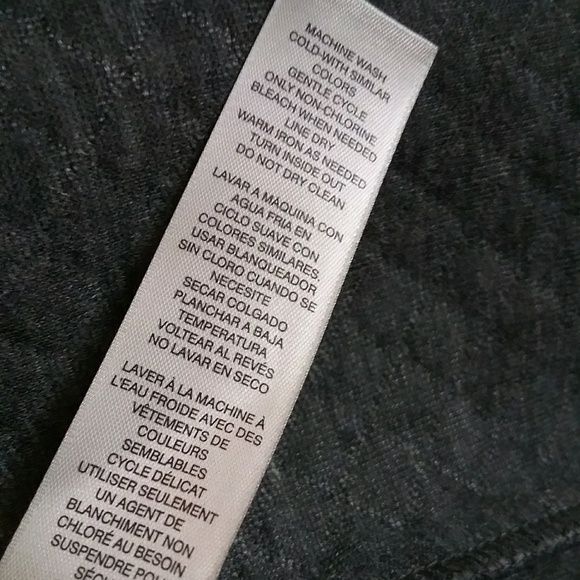 MACHINE WASH
COLD-WITH SIMILAR
COLORS
GENTLE CYCLE
ONLY NON-CHLORINE
BLEACH WHEN NEEDED
LINE DRY
WARM IRON AS NEEDED
TURN INSIDE OUT
DO NOT DRY CLEAN
LAVAR A MAQUINA CON
AGUA FRIA EN
CICLO SUAVE CON
COLORES SIMILARES,
USAR BLANQUEADOR
SIN CLORO CUANDO SE
NECESITE
SECAR COLGADO
PLANCHAR A BAJA
TEMPERATURA
VOLTEAR AL REVÉS
NO LAVAR EN SECO
LAVER À LA MACHINE À
L'EAU FROIDE AVEC DES
VÊTEMENTS DE
COULEURS
SEMBLABLES
CYCLE DÉLICAT
UTILISER SEULEMENT
UN AGENT DE
BLANCHIMENT NON
CHLORÉ AU BESOIN
SUSPENDRE